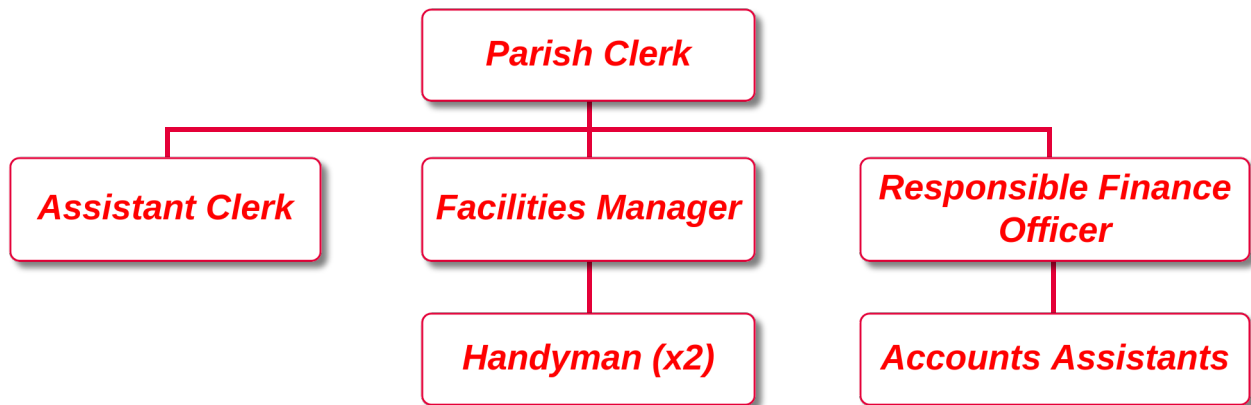 Parish Clerk
Assistant Clerk
Facilities Manager
Responsible Finance
Officer
Handyman (x2)
Accounts Assistants